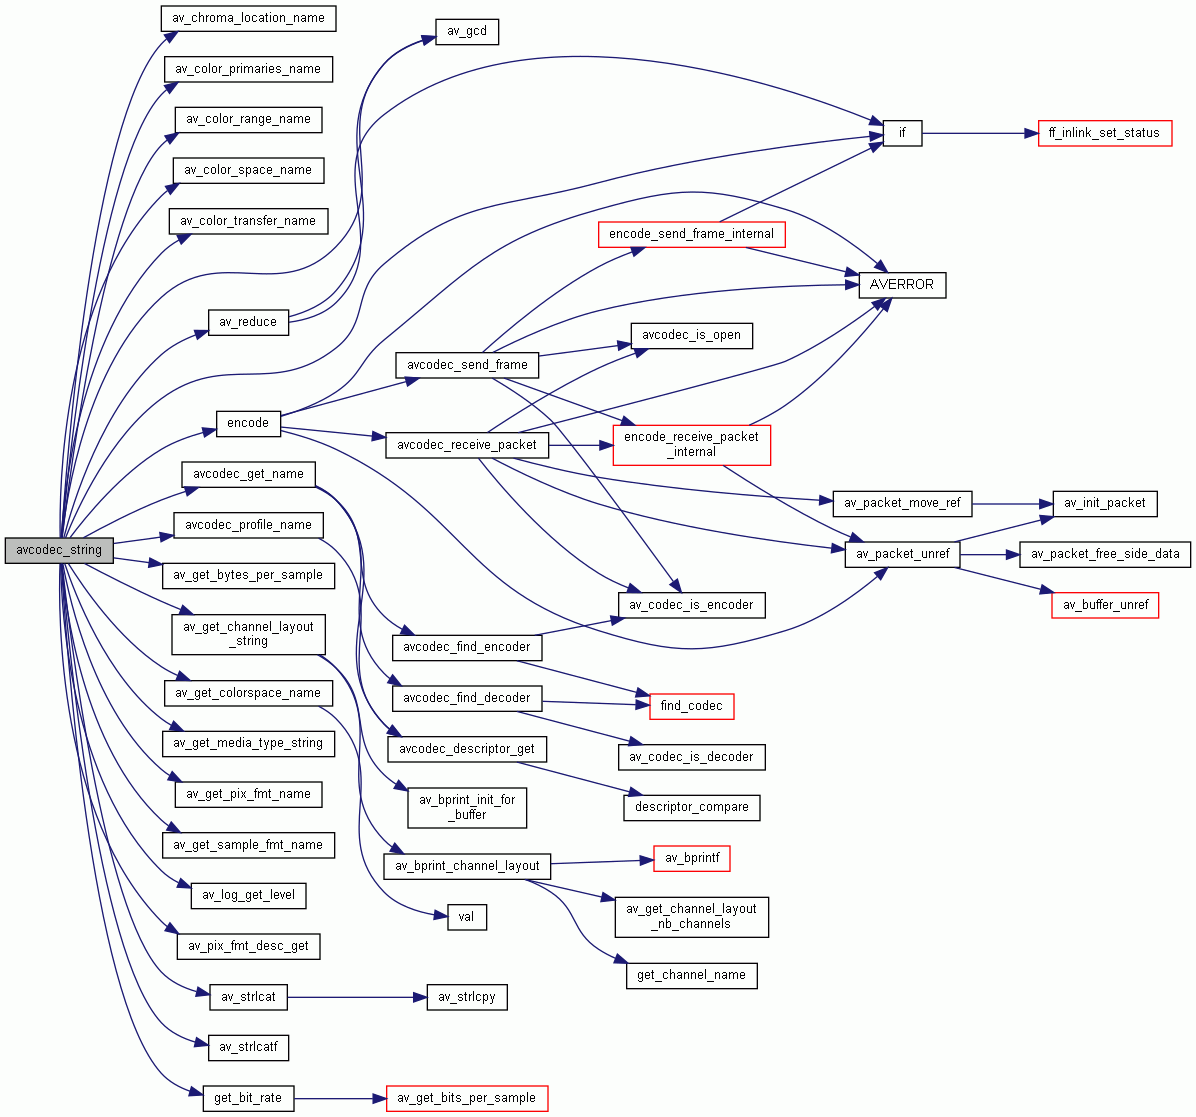 av_chroma_location_name
av_color_primaries_name
av_color_range_name
av_color_space_name
av_color_transfer_name
av_reduce
encode
avcodec_get_name
avcodec_string
avcodec_profile_name
av_get_bytes_per_sample
av_get_channel_layout
_string
av_get_colorspace_name
av_get_media_type_string
av_get_pix_fmt_name
av_get_sample_fmt_name
av_log_get_level
av_pix_fmt_desc_get
av_strlcat
av_strlcatf
get_bit_rate
av_gcd
avcodec_send_frame
avcodec_receive_packet
avcodec_find_encoder
avcodec_find_decoder
avcodec_descriptor_get
av_bprint_init_for
_buffer
av_bprint_channel_layout
val
av_strlcpy
av_get_bits_per_sample
encode_send_frame_internal
avcodec_is_open
encode_receive_packet
_internal
av_codec_is_encoder
find_codec
av_codec_is_decoder
descriptor_compare
av_bprintf
av_get_channel_layout
_nb_channels
get_channel_name
if
AVERROR
av_packet_move_ref
av_packet_unref
ff_inlink_set_status
av_init_packet
av_packet_free_side_data
av_buffer_unref